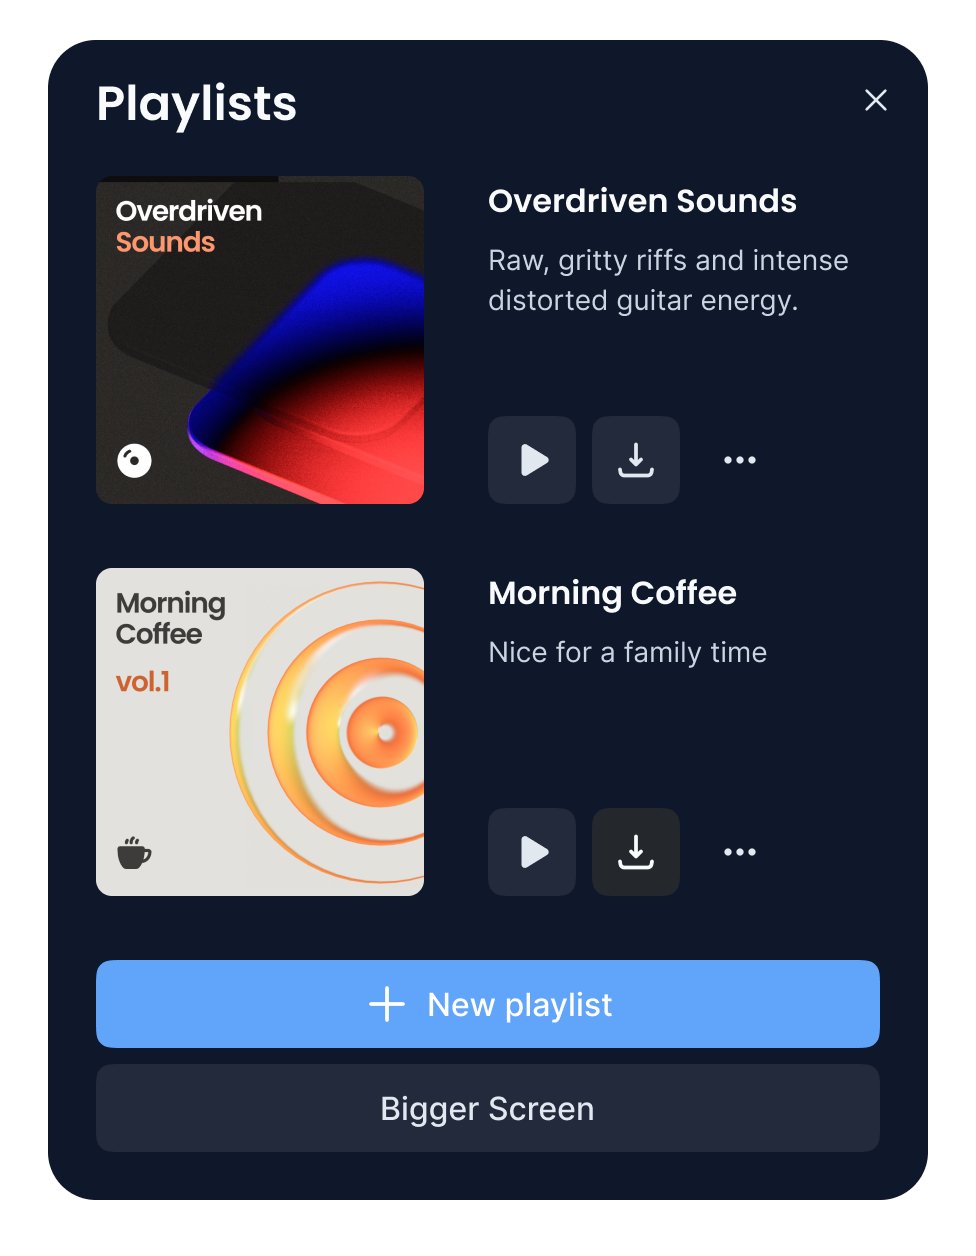 Playlists
Overdriven
Sounds
Overdriven Sounds
Raw, gritty riffs and intense
distorted guitar energy.
Morning
Coffee
vol.1
Morning Coffee
Nice for a family time
New playlist
Bigger Screen